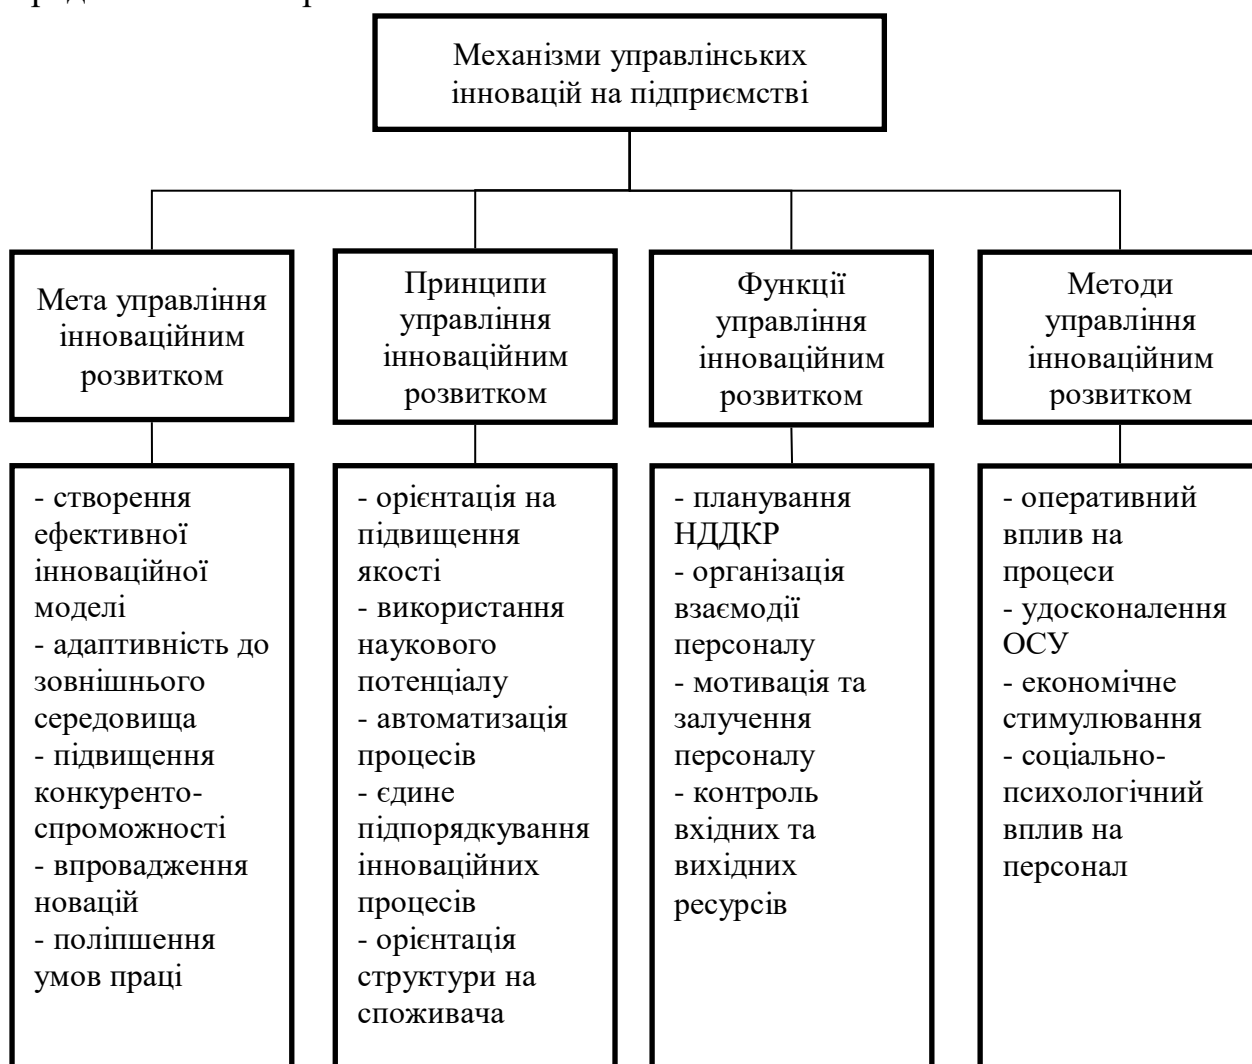 Механізми управлінських
інновацій на підприємстві
Мета управління
інноваційним
розвитком
Принципи
управління
інноваційним
розвитком
Функції
управління
інноваційним
розвитком
Методи
управління
інноваційним
розвитком
- створення
ефективної
інноваційної
моделі
- адаптивність до
зовнішнього
середовища
- підвищення
конкуренто-
спроможності
- впровадження
новацій
- поліпшення
умов праці
- орієнтація на
підвищення
якості
- використання
наукового
потенціалу
- автоматизація
процесів
- єдине
підпорядкування
інноваційних
процесів
- орієнтація
структури на
споживача
- планування
НДДКР
- організація
взаємодії
персоналу
- мотивація та
залучення
персоналу
- контроль
вхідних та
вихідних
ресурсів
- оперативний
вплив на
процеси
- удосконалення
ОСУ
- економічне
стимулювання
- соціально-
психологічний
вплив на
персонал